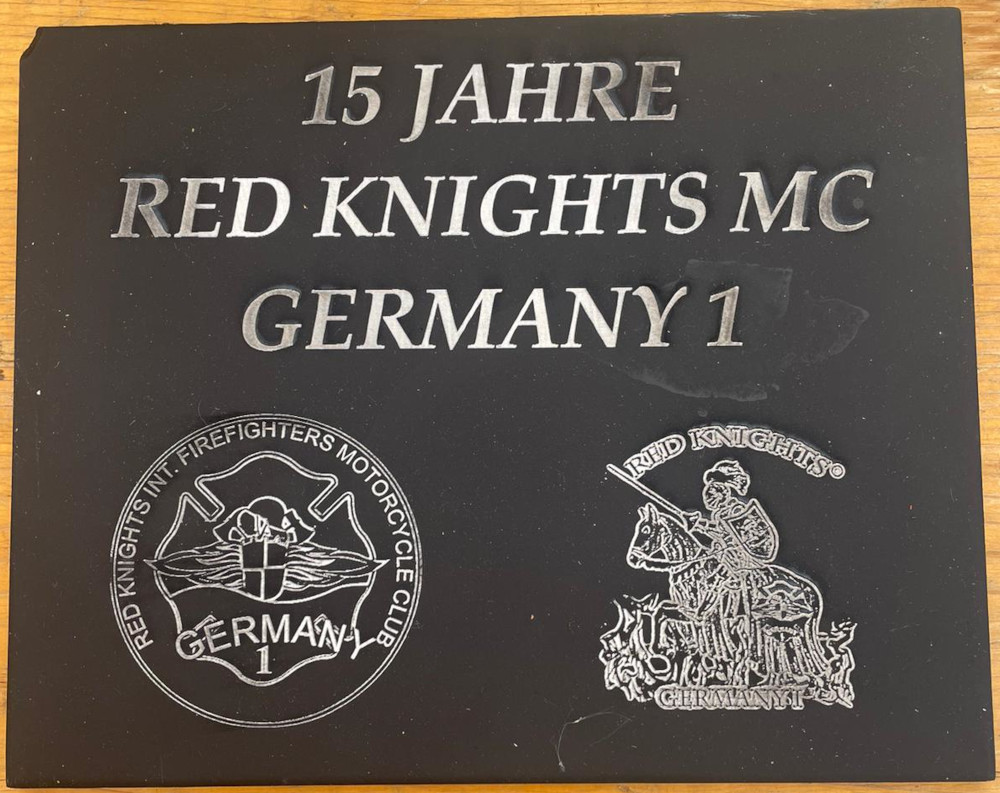 15 JAHRE
RED KNIGHTS MC
GERMANY 1
RED KNIGHTS INT. FIREFIGHTERS MOTORCYCLE CLUB
GERMANY
1
RED KNIGHTS®
GERMANY 1